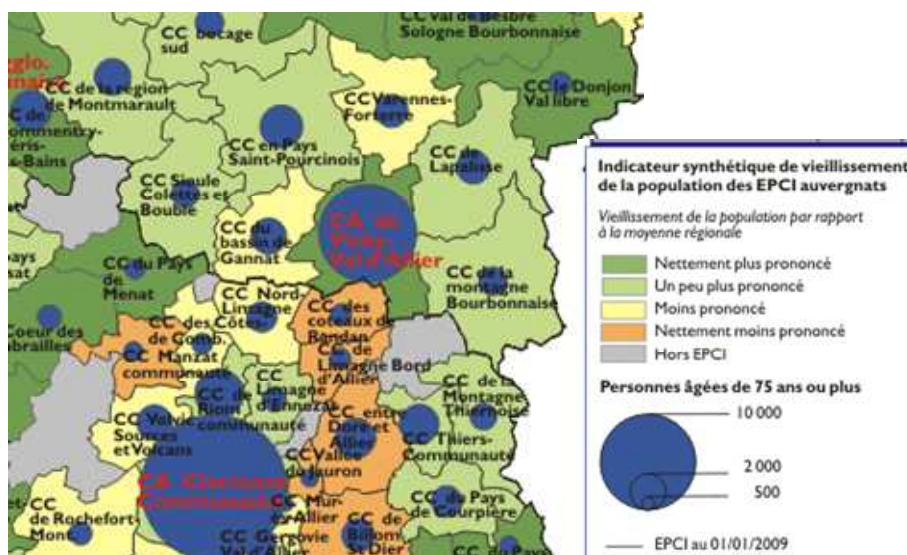 CC bocage
sud
CC Val de Besbre
Sologne Bourbonnaise
CC de la région
de Montmarault
CC Varennes-
Forterre
CC le Donjon
Val libre
CC en Pays
Saint-Pourcinois
CC de
Lapalisse
CC Sioule
Colettes et
Bouble
CC du
bassin de
Gannat
CA de
Vichy
Val d'Allier
CC du Pays
de
Menat
CC de la
montagne
Bourbonnaise
Coeur des
CC Nord-
Limagne
CC des Côtes-
de Comb.
CC des
coteaux de
Randan
CC Manzat
communauté
CC de
Limagne Bord
d'Allier
CC de
Riom
communauté
CC
Limagne
d'Ennezat
CC de la
Montagne
Thiernoise
CC Volvic
Sources
et Volcans
CC entre
Dore et
Allier
CC Thiers-
Communauté
CC Vallée
du Jauron
CA Clermont
Communauté
CC
de Rochefort-
Mont.
CC Mur-
es-Allier
CC du Pays
de Courpière
CC Gergovie
Val d'Allier
CC de
Billom
St Dier
CC du Pays
Indicateur synthétique de vieillissement
de la population des EPCI auvergnats
Vieillissement de la population par rapport
à la moyenne régionale
Nettement plus prononcé
Un peu plus prononcé
Moins prononcé
Nettement moins prononcé
Hors EPCI
Personnes âgées de 75 ans ou plus
10 000
2 000
500
EPCI au 01/01/2009